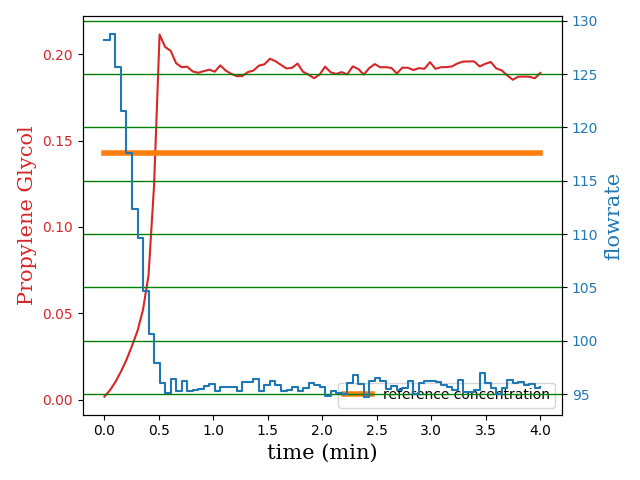 Propylene Glycol
0.20
0.15
0.10
0.05
0.00
130
125
120
115
110
105
100
95
flowrate
reference concentration
0.0 0.5 1.0 1.5 2.0 2.5 3.0 3.5 4.0
time (min)